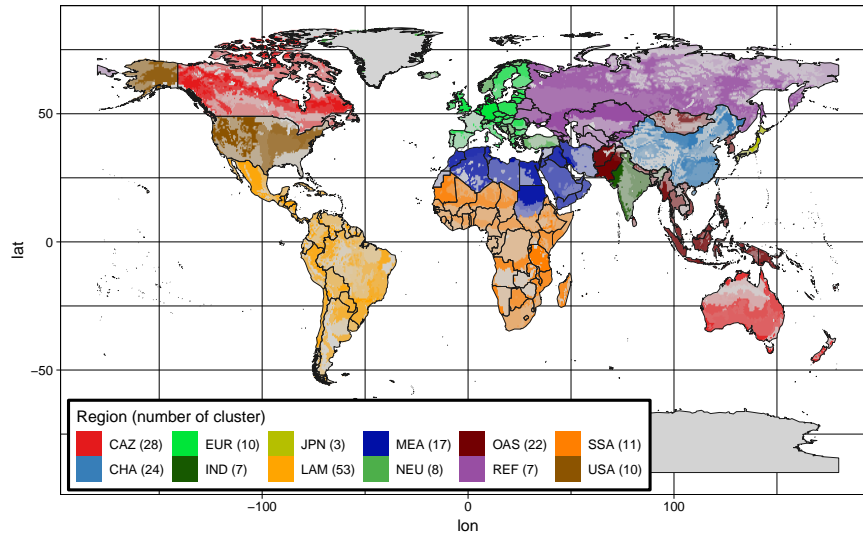 50
0
−50
lat
Region (number of cluster)
CAZ (28) EUR (10) JPN (3) MEA (17) OAS (22) SSA (11)
CHA (24) IND (7) LAM (53) NEU (8) REF (7) USA (10)
−100 0 100
lon